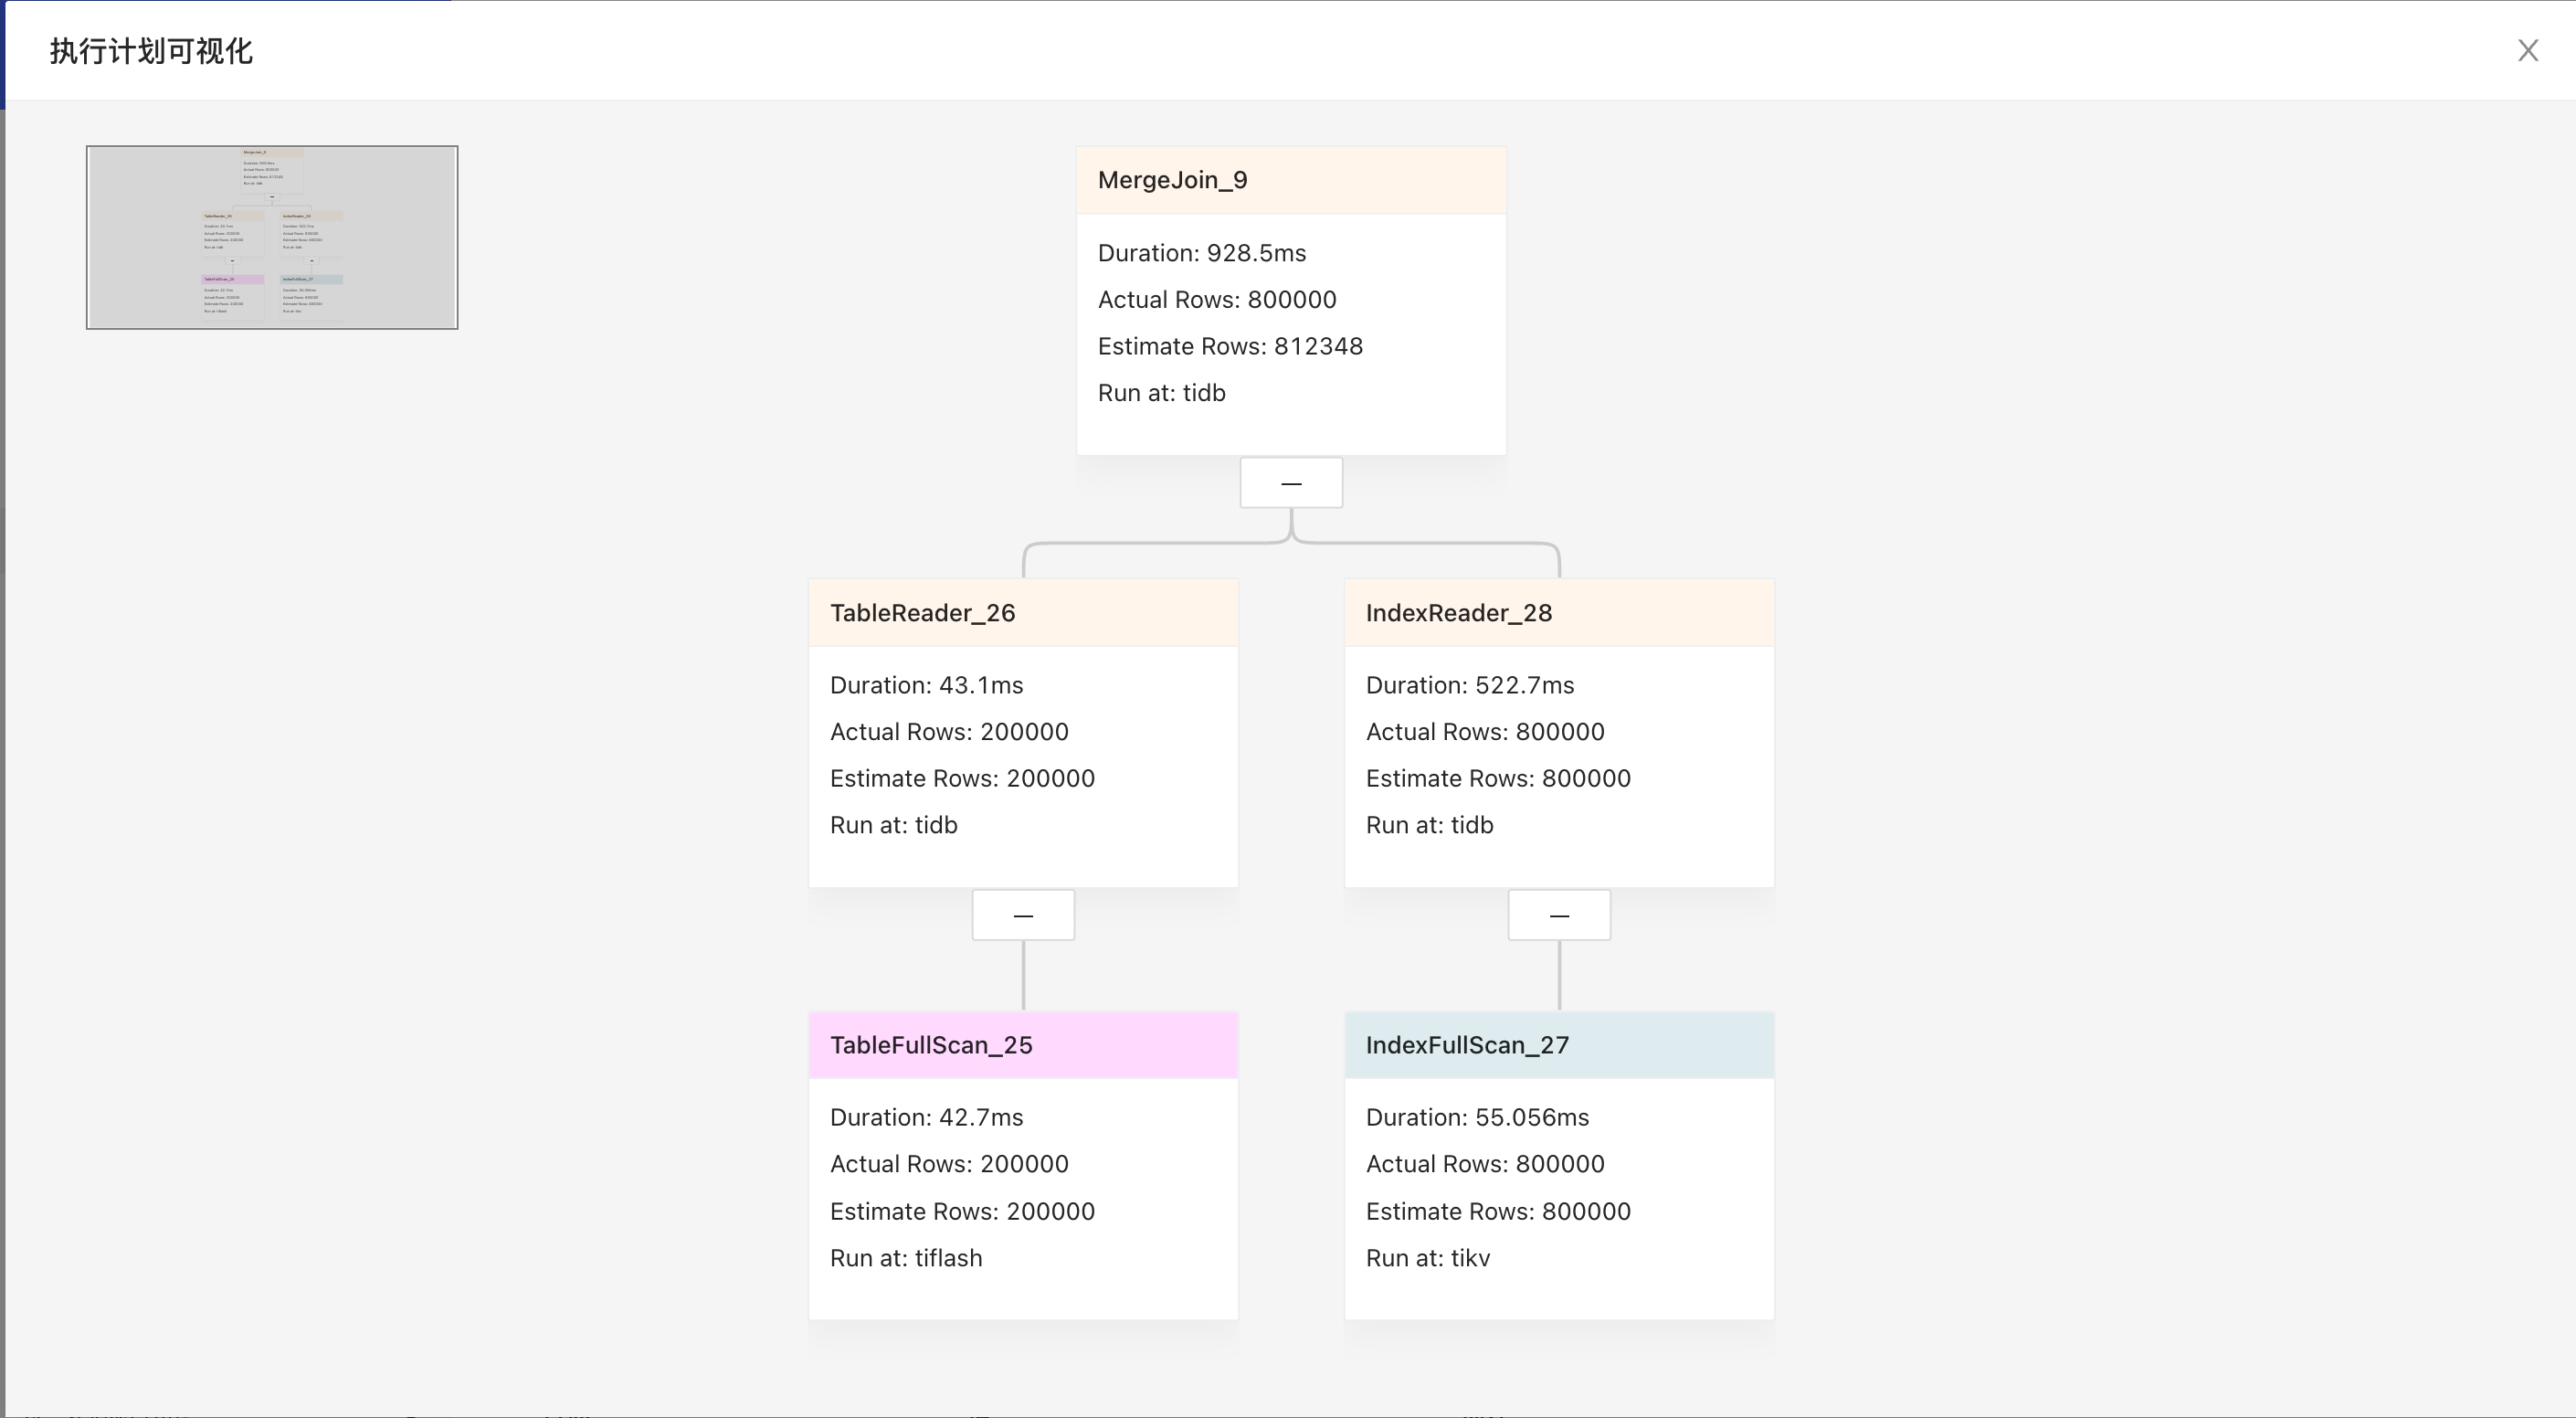 执行计划可视化
MergeJoin_9
Duration: 928.5ms
Actual Rows: 800000
Estimate Rows: 812348
Run at: tidb
TableReader_26
Duration: 43.1ms
Actual Rows: 200000
Estimate Rows: 200000
Run at: tidb
IndexReader_28
Duration: 522.7ms
Actual Rows: 800000
Estimate Rows: 800000
Run at: tidb
TableFullScan_25
Duration: 42.7ms
Actual Rows: 200000
Estimate Rows: 200000
Run at: tiflash
IndexFullScan_27
Duration: 55.056ms
Actual Rows: 800000
Estimate Rows: 800000
Run at: tikv